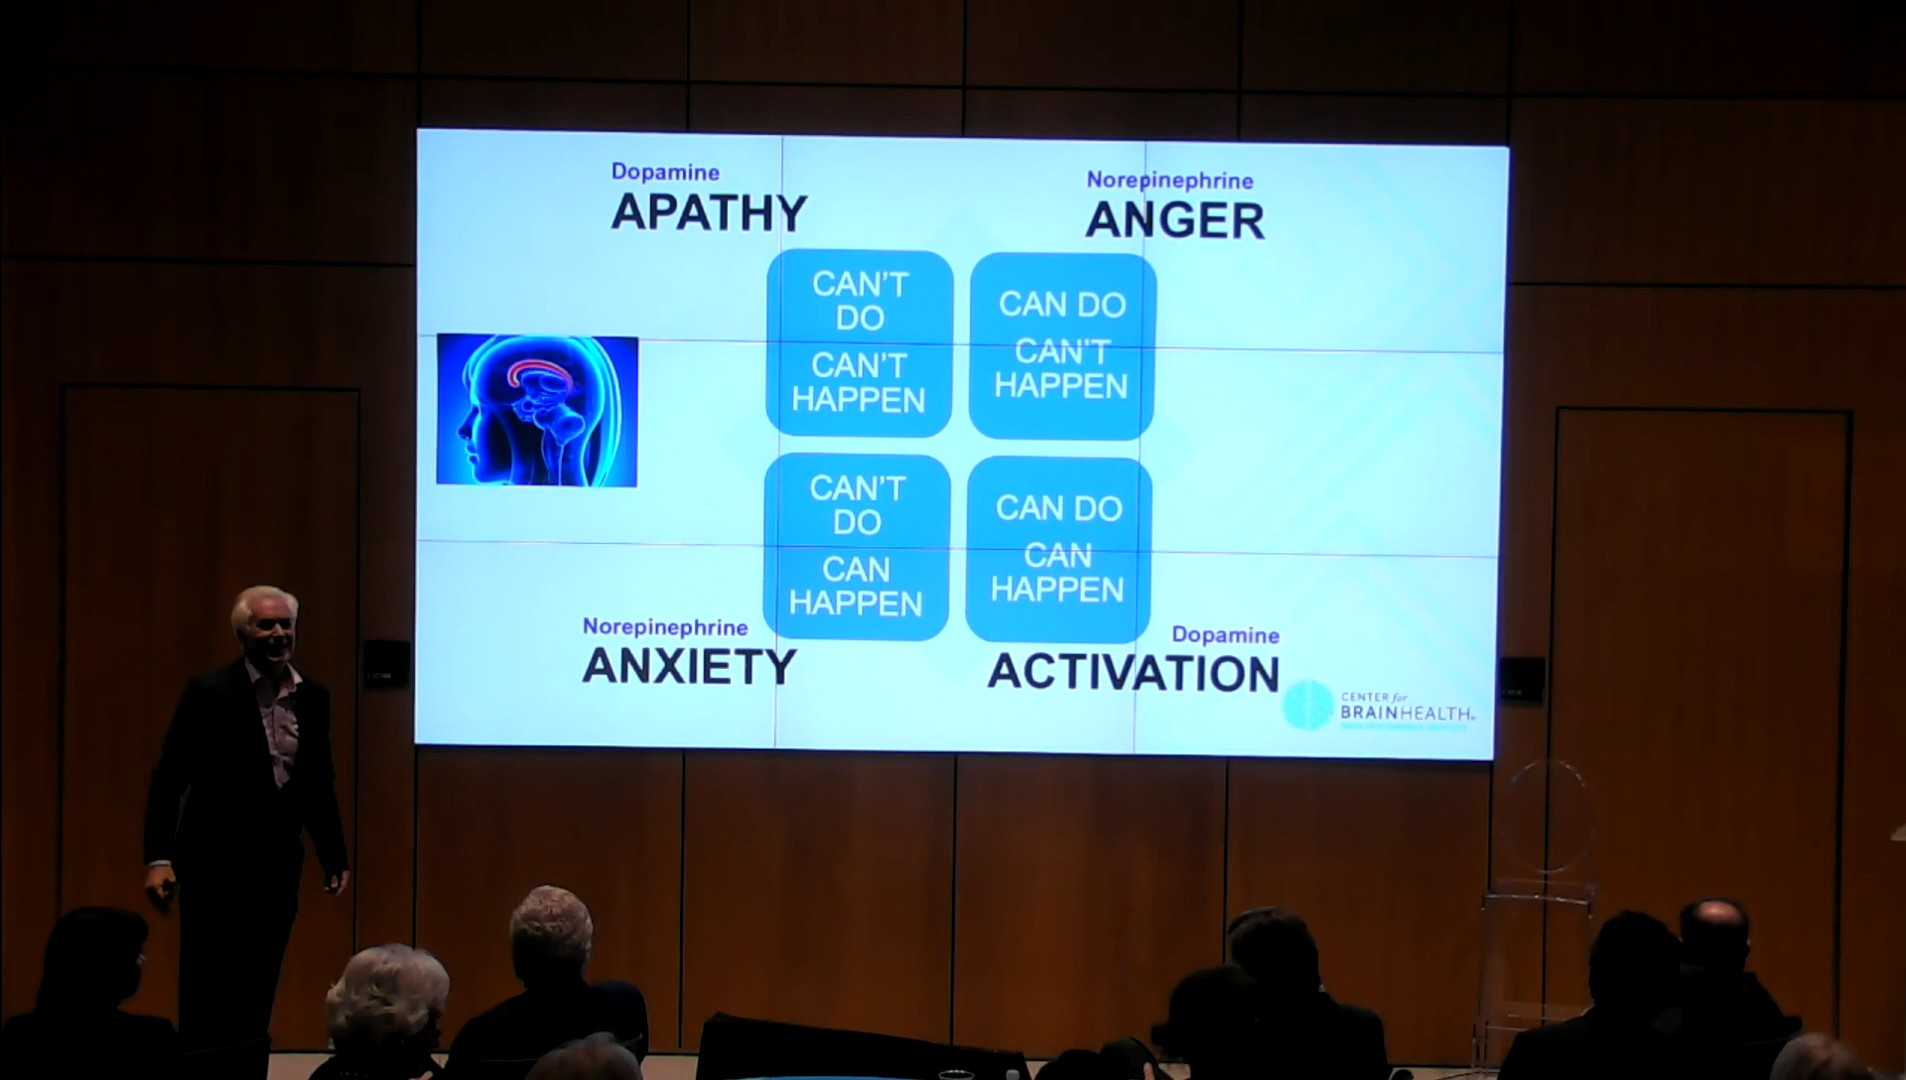 Dopamine
APATHY
Norepinephrine
ANGER
CAN'T
DO
CAN'T
HAPPEN
CAN DO
CAN'T
HAPPEN
CAN'T
DO
CAN
HAPPEN
CAN DO
CAN
HAPPEN
Norepinephrine
ANXIETY
Dopamine
ACTIVATION
CENTER for
BRAINHEALTH